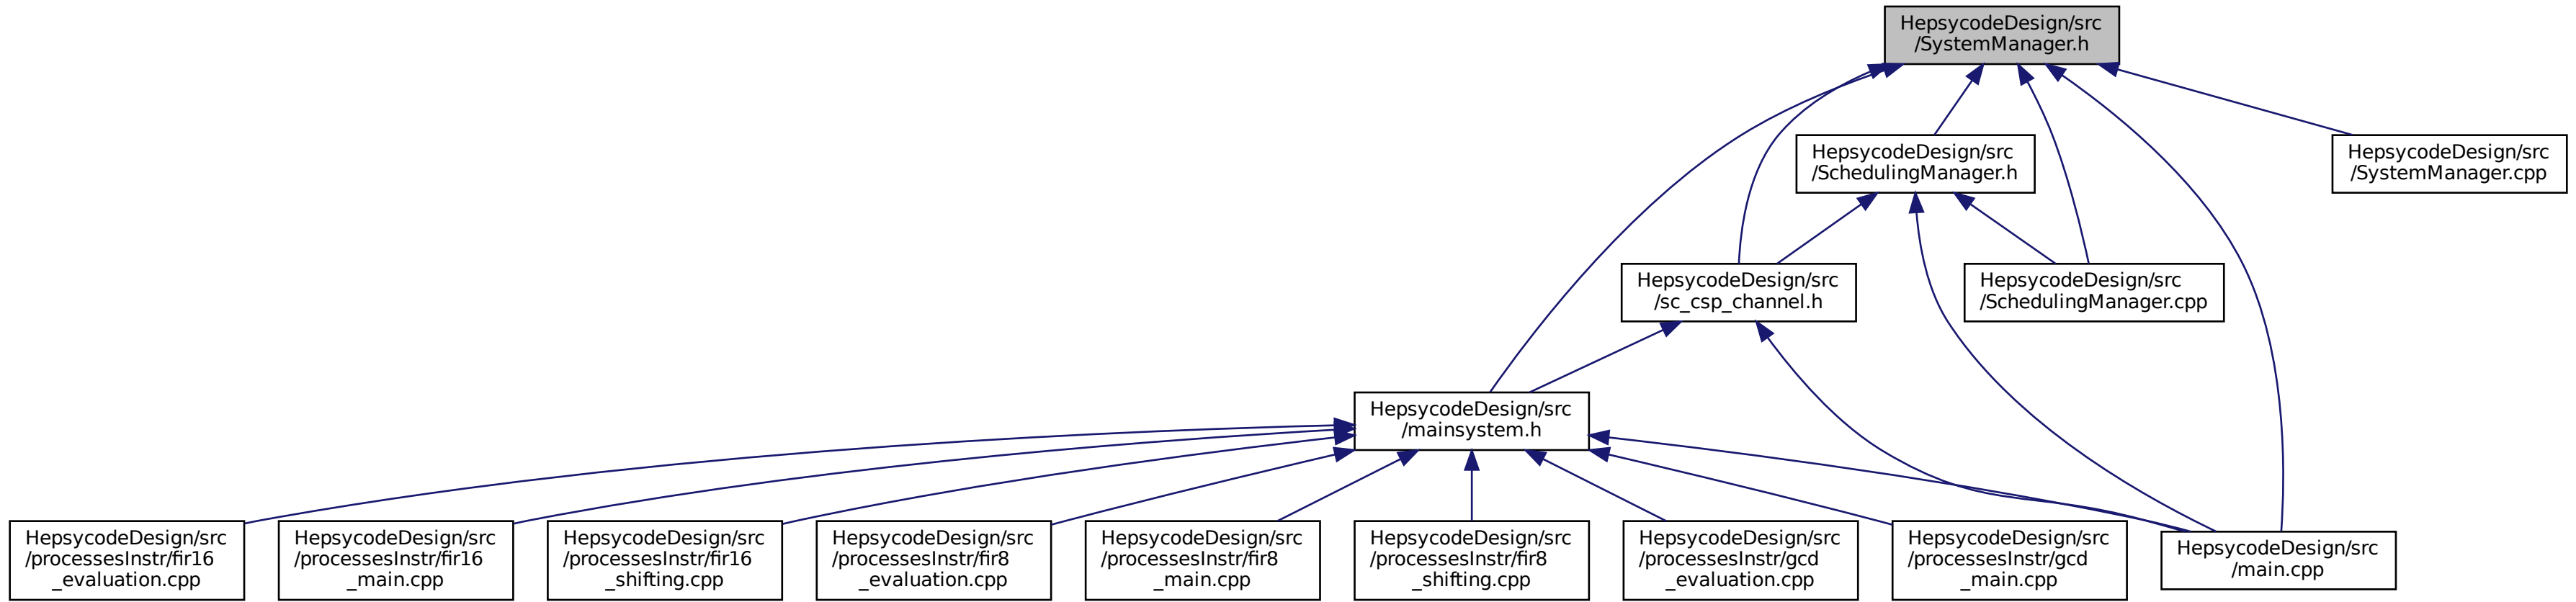 HepsycodeDesign/src
/SystemManager.h
HepsycodeDesign/src
/SchedulingManager.h
HepsycodeDesign/src
/SystemManager.cpp
HepsycodeDesign/src
/sc_csp_channel.h
HepsycodeDesign/src
/SchedulingManager.cpp
HepsycodeDesign/src
/mainsystem.h
HepsycodeDesign/src
/processesInstr/fir16
_evaluation.cpp
HepsycodeDesign/src
/processesInstr/fir16
_main.cpp
HepsycodeDesign/src
/processesInstr/fir16
_shifting.cpp
HepsycodeDesign/src
/processesInstr/fir8
_evaluation.cpp
HepsycodeDesign/src
/processesInstr/fir8
_main.cpp
HepsycodeDesign/src
/processesInstr/fir8
_shifting.cpp
HepsycodeDesign/src
/processesInstr/gcd
_evaluation.cpp
HepsycodeDesign/src
/processesInstr/gcd
_main.cpp
HepsycodeDesign/src
/main.cpp